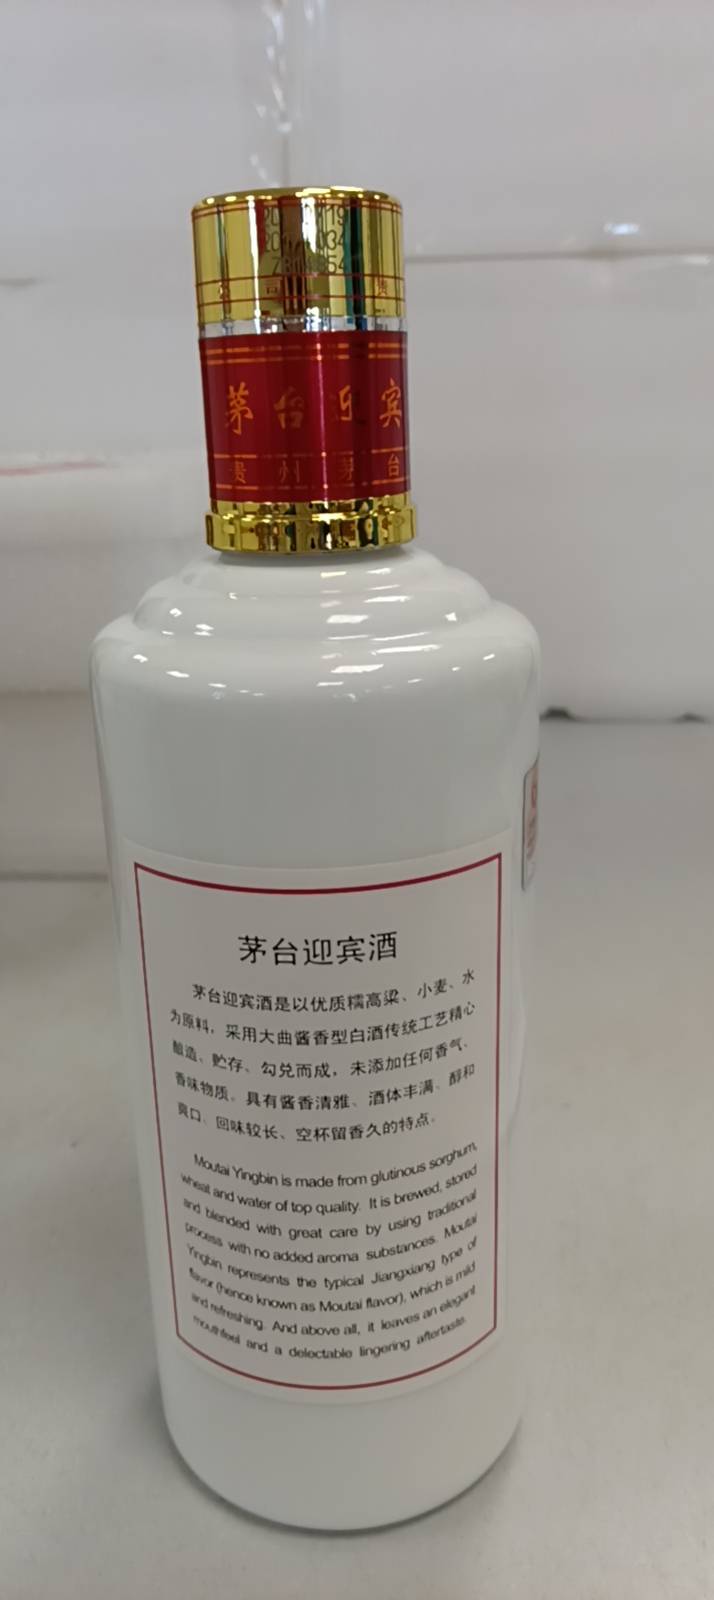 公司 贵
茅台迎宾
贵州茅台
茅台迎宾酒
茅台迎宾酒是以优质糯高粱、小麦、水
为原料，采用大曲酱香型白酒传统工艺精心
酿造、贮存、勾兑而成，未添加任何香气、
香味物质。具有酱香清雅、酒体丰满、醇和
爽口、回味较长、空杯留香久的特点。
Moutai Yingbin is made from glutinous sorghum,
wheat and water of top quality. It is brewed, stored
and blended with great care by using traditional
process with no added aroma substances. Moutai
Yingbin represents the typical Jiangxiang type of
flavor (hence known as Moutai flavor), which is mild
and refreshing. And above all, it leaves an elegant
mouthfeel and a delectable lingering aftertaste.